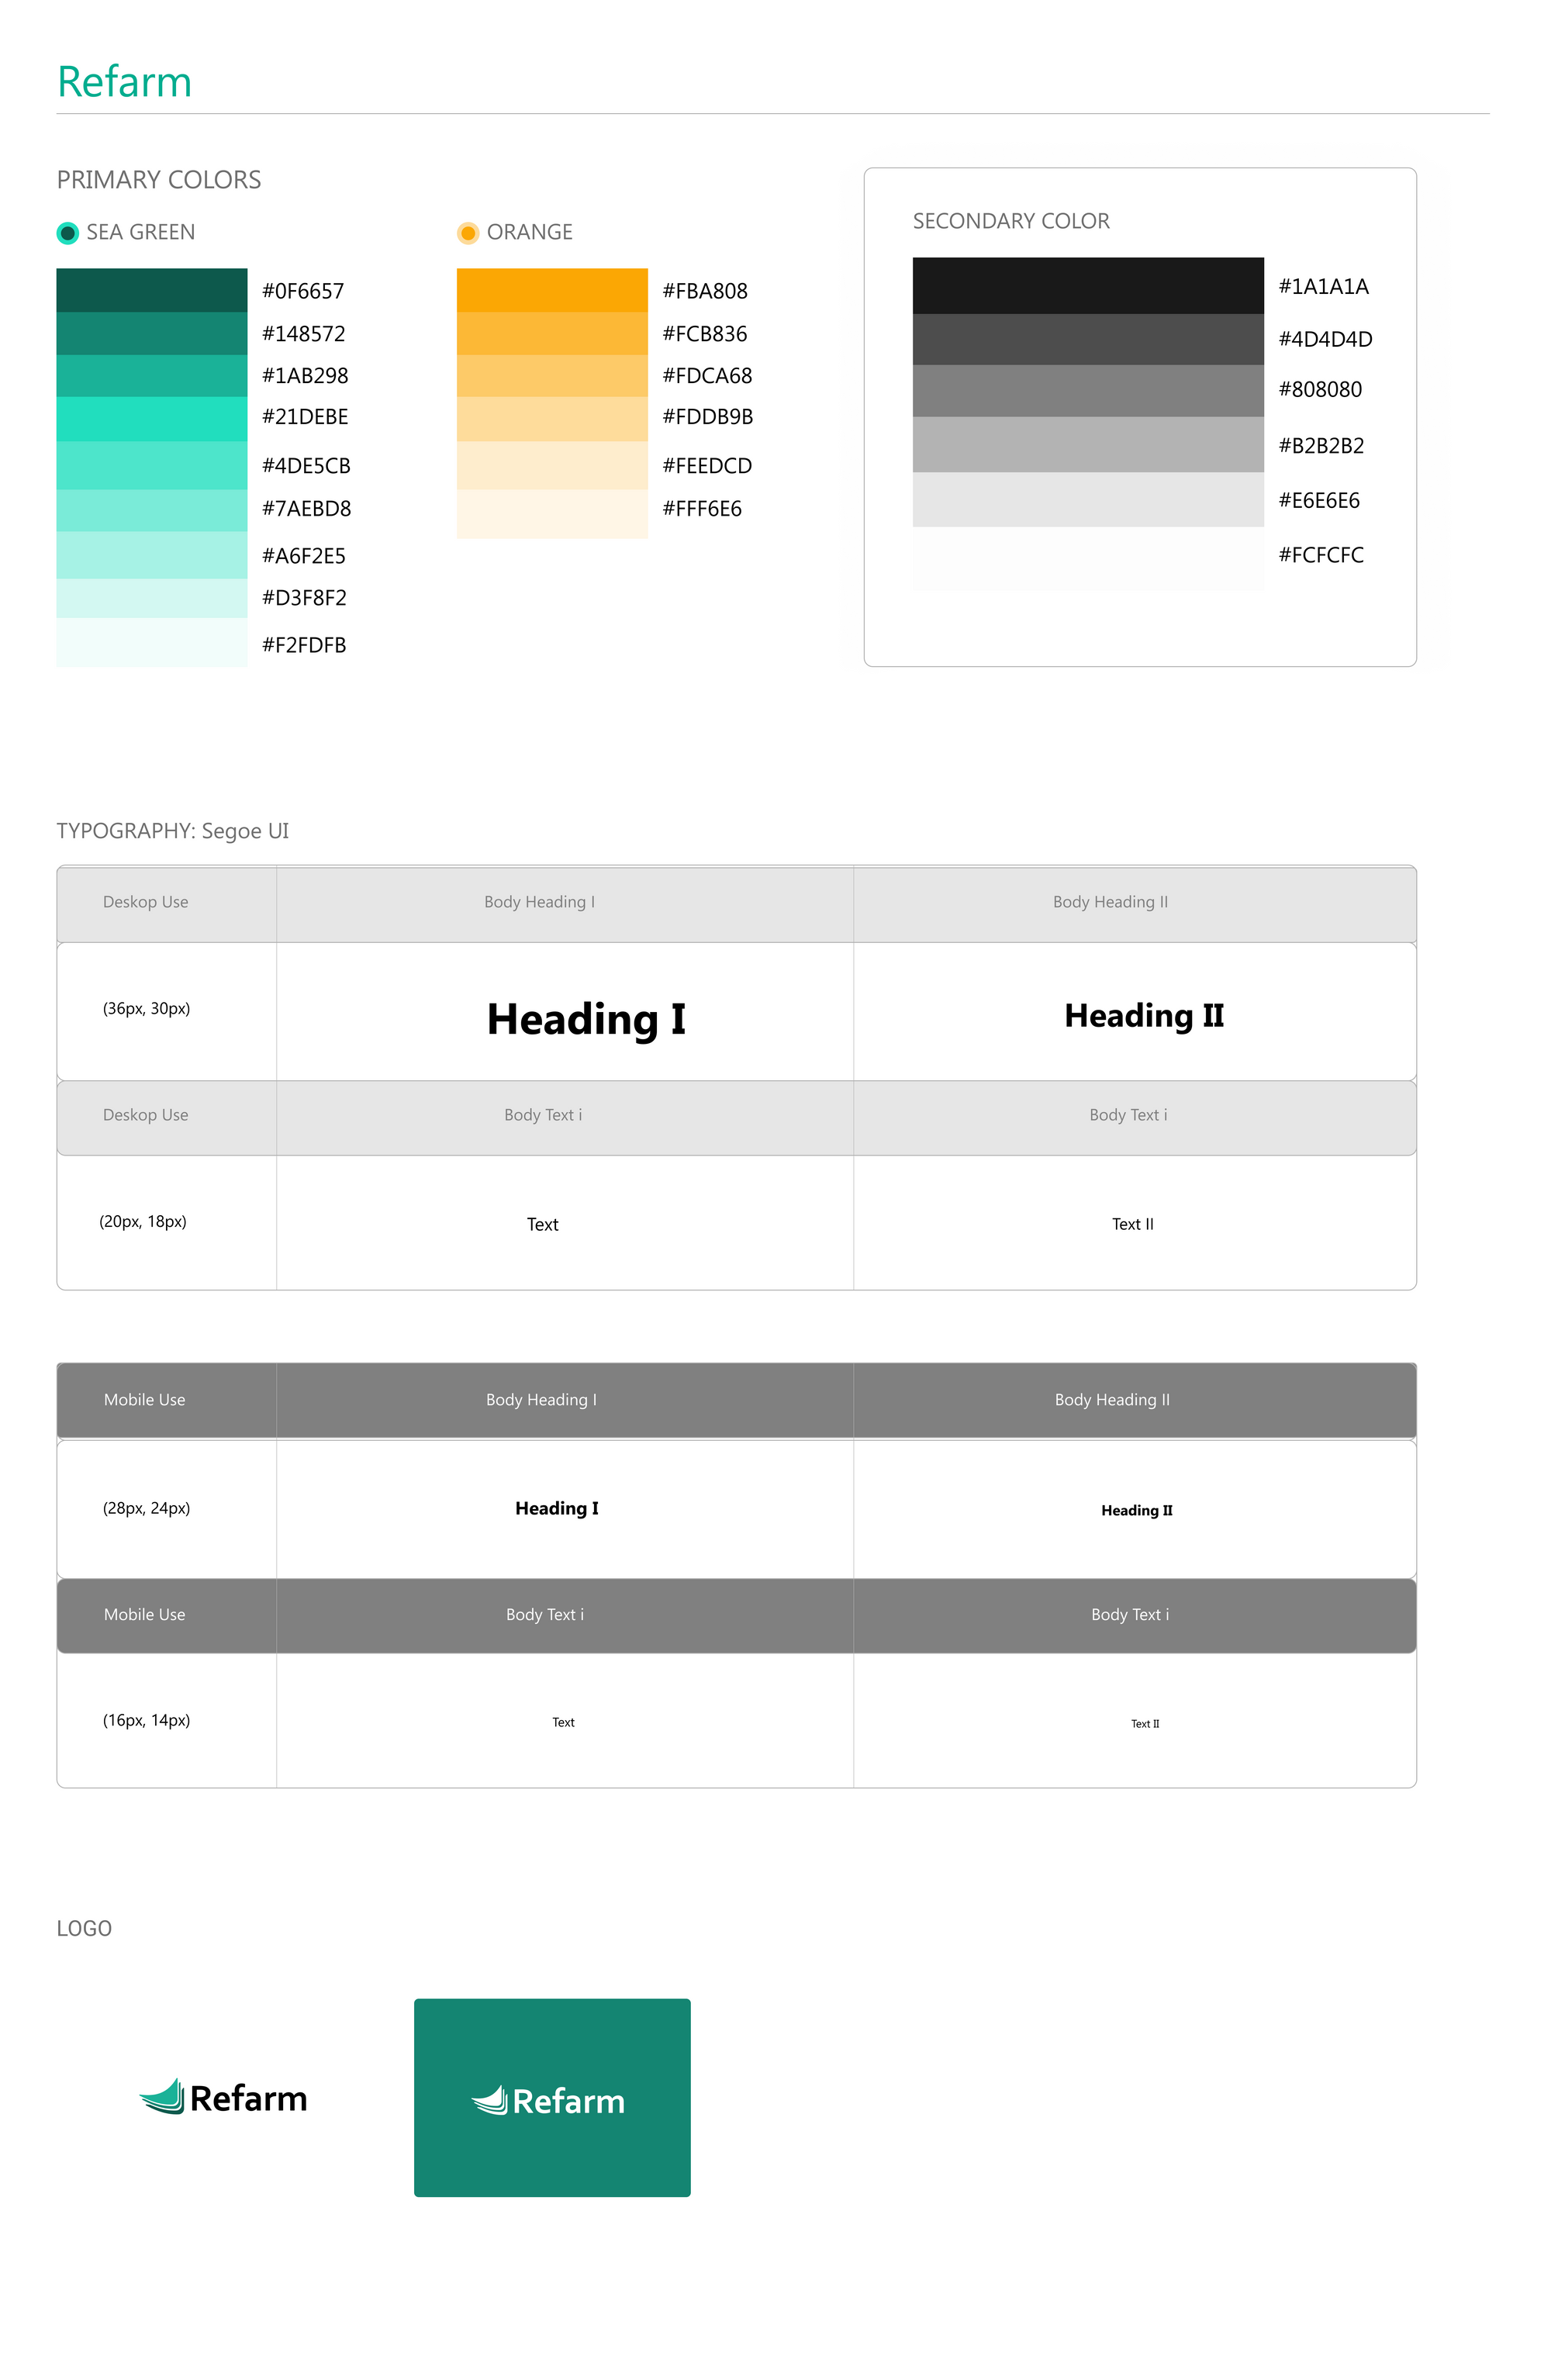 Refarm
PRIMARY COLORS
SEA GREEN
#0F6657
#148572
#1AB298
#21DEBE
#4DE5CB
#7AEBD8
#A6F2E5
#D3F8F2
#F2FDFB
ORANGE
#FBA808
#FCB836
#FDCA68
#FDDB9B
#FEEDCD
#FFF6E6
SECONDARY COLOR
#1A1A1A
#4D4D4D
#808080
#B2B2B2
#E6E6E6
#FCFCFC
TYPOGRAPHY: Segoe UI
Deskop Use Body Heading I Body Heading II
(36px, 30px) Heading I Heading II
Deskop Use Body Text i Body Text i
(20px, 18px) Text Text II
Mobile Use Body Heading I Body Heading II
(28px, 24px) Heading I Heading II
Mobile Use Body Text i Body Text i
(16px, 14px) Text Text II
LOGO
Refarm
Refarm